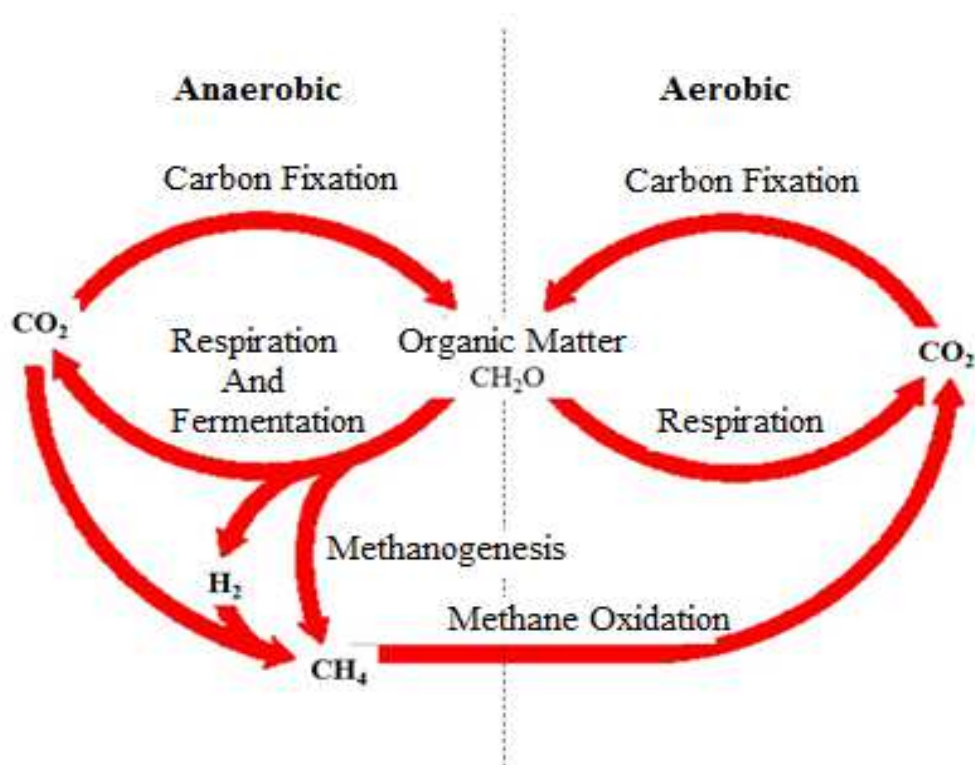 Anaerobic
Aerobic
Carbon Fixation
Carbon Fixation
CO₂
Respiration
And
Fermentation
Organic Matter
CH₂O
CO₂
Respiration
Methanogenesis
H₂
Methane Oxidation
CH₄